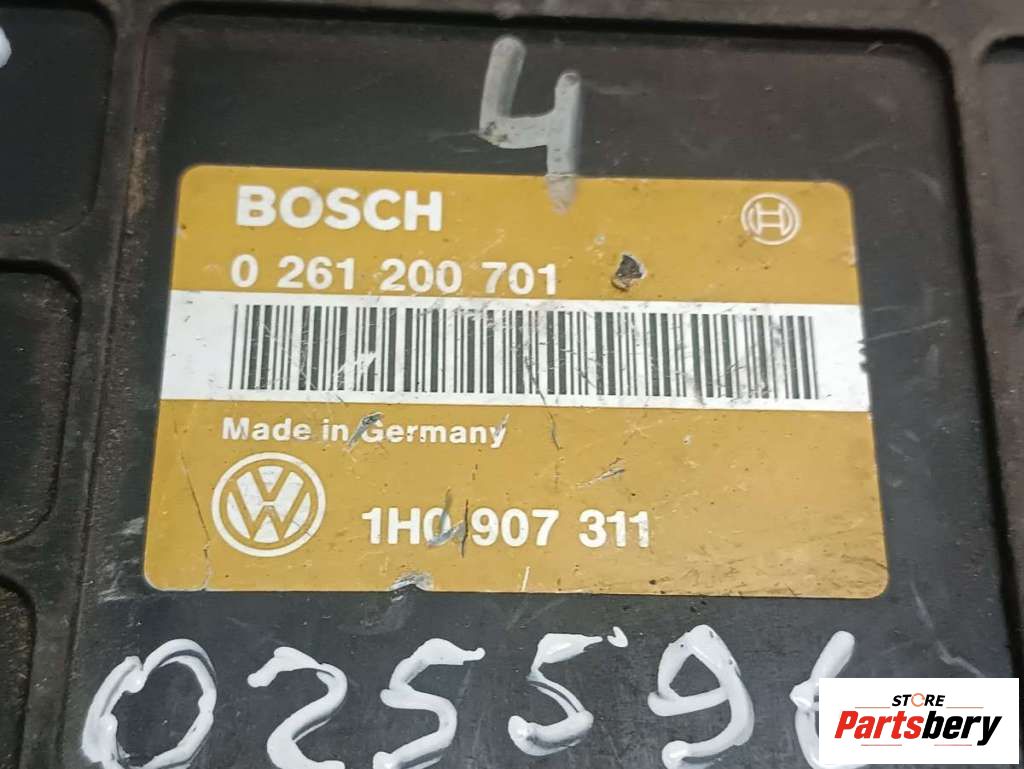 4
BOSCH
0 261 200 701
Made in Germany
1H0 907 311
025596
STORE
Partsbery